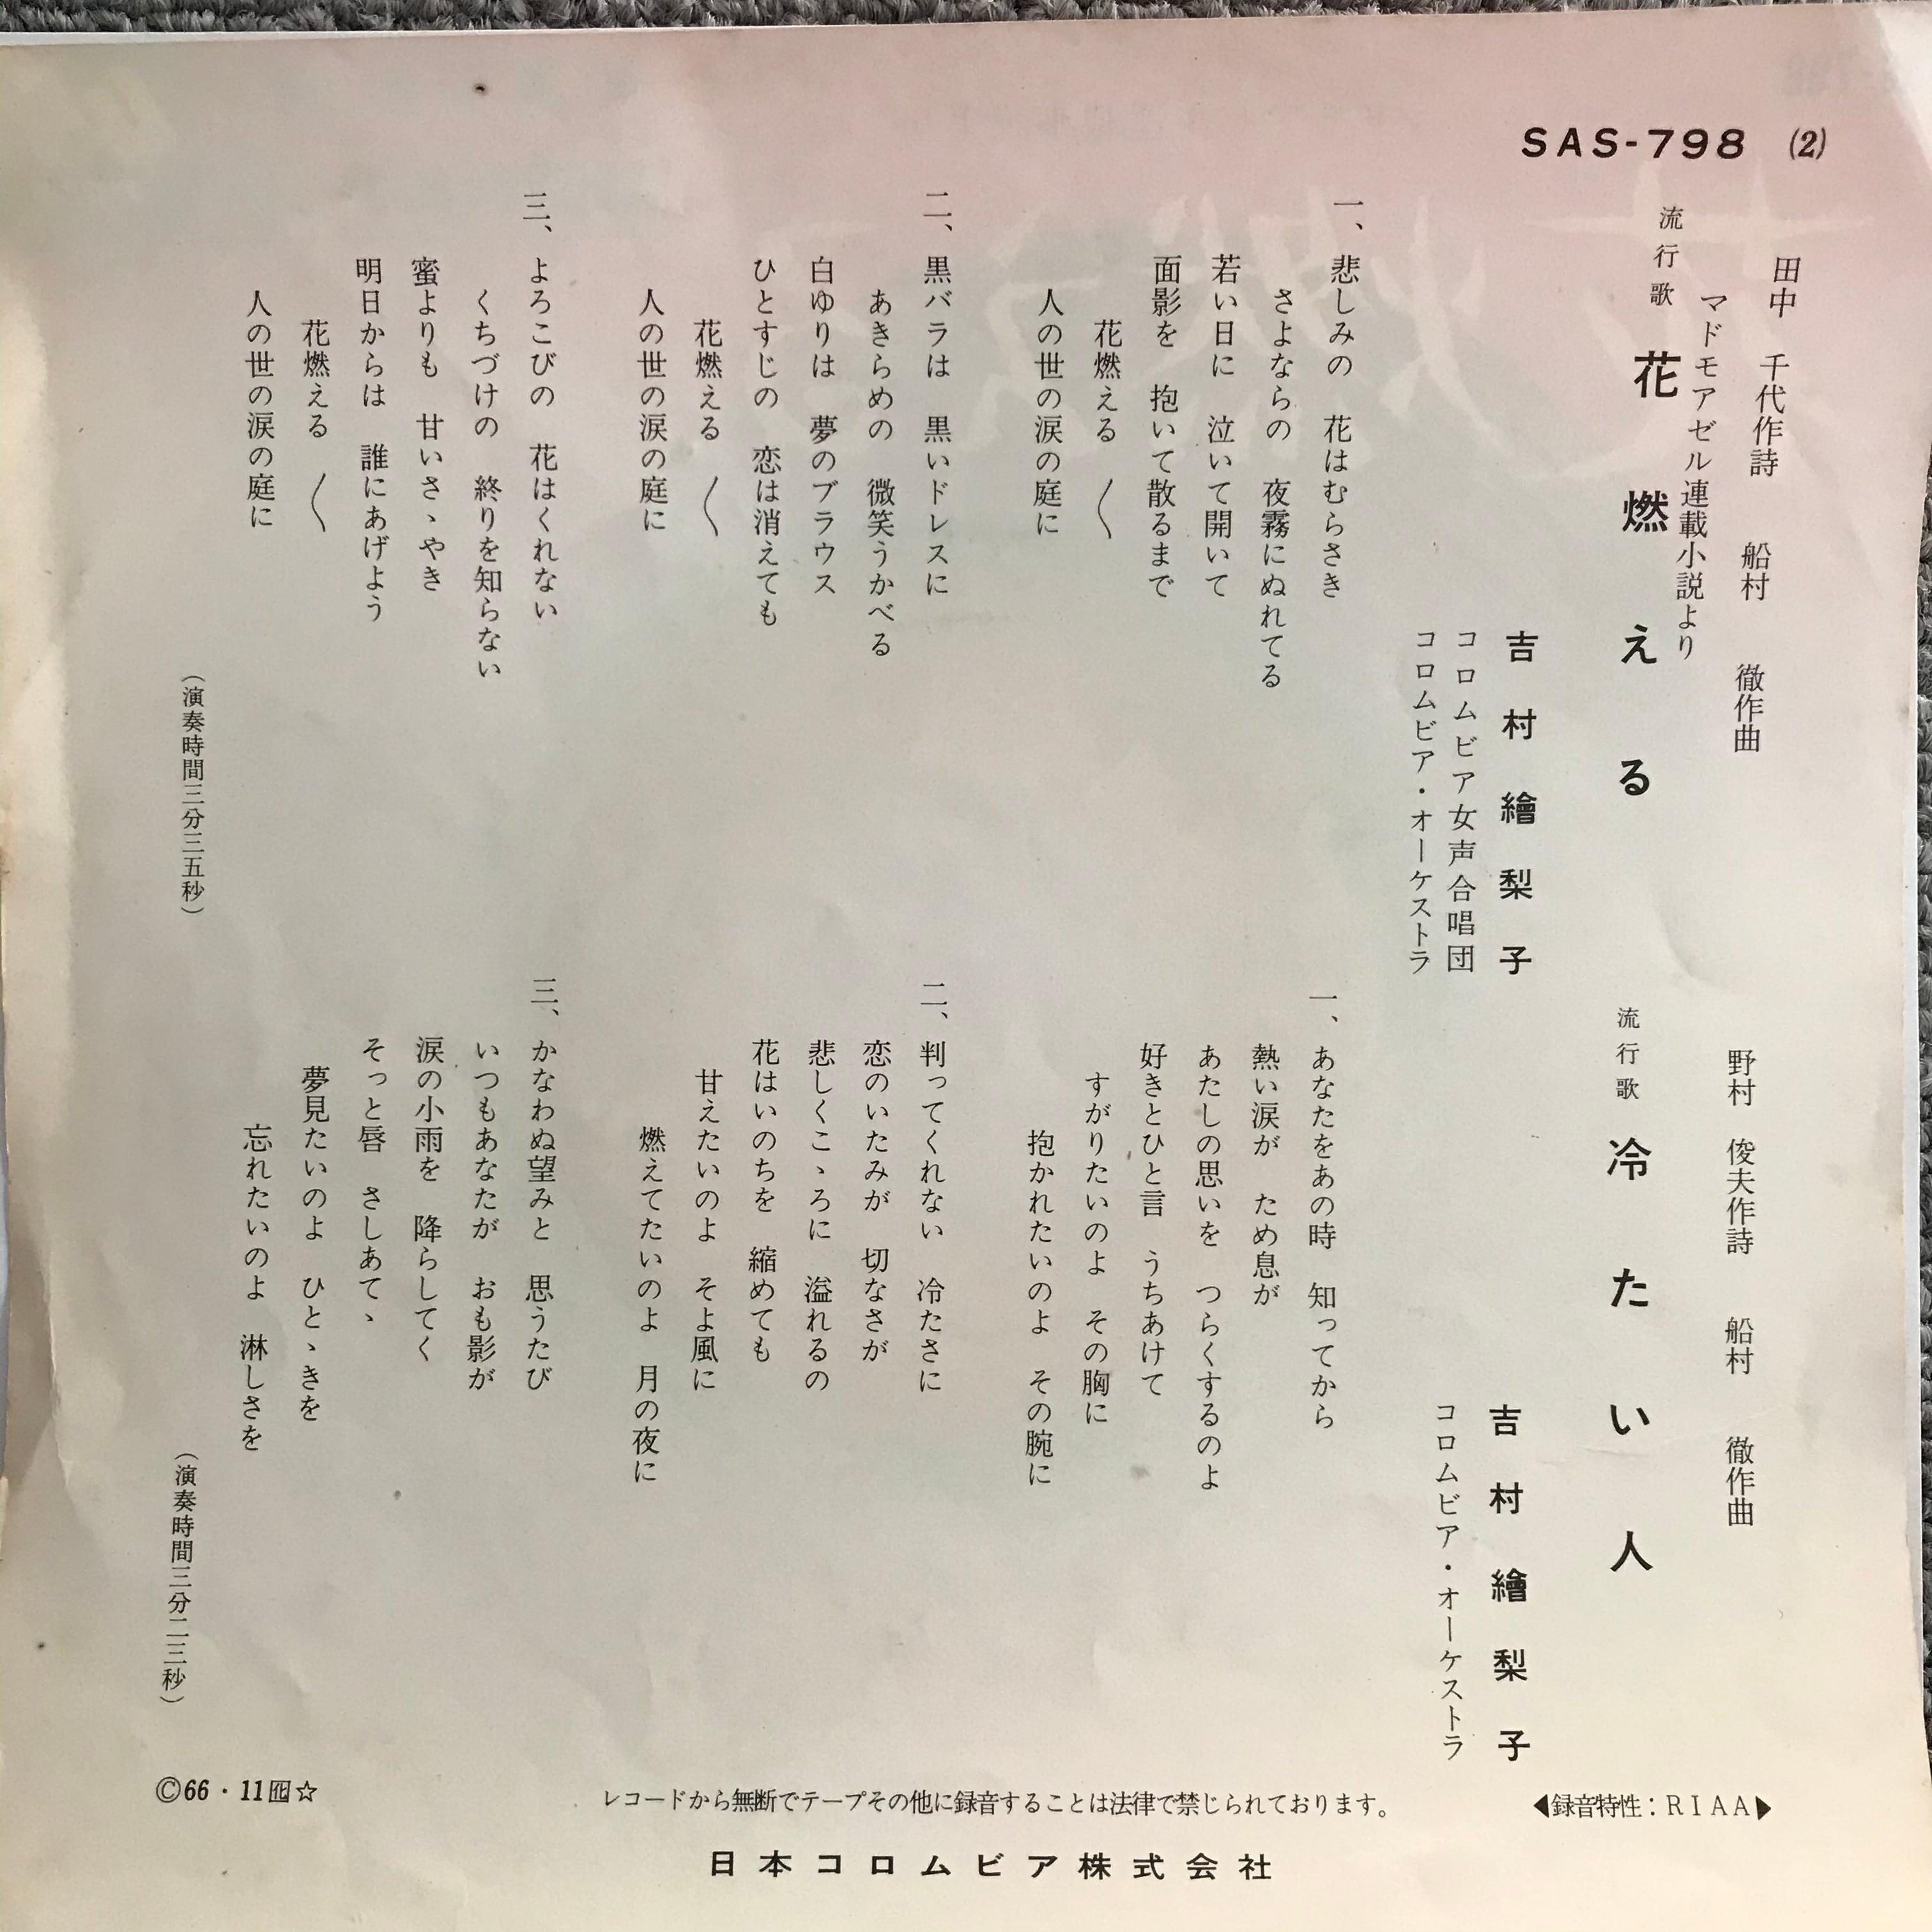 SAS-798 (2)
田中 千代作詩 船村 徹作曲
マドモアゼル連載小説より
流行歌 花燃える
吉村繪梨子
コロムビア女声合唱団
コロムビア・オーケストラ
一、悲しみの 花はむらさき
さよならの 夜霧にぬれてる
若い日に 泣いて開いて
面影を 抱いて散るまで
花燃える 〱
人の世の涙の庭に
二、黒バラは 黒いドレスに
あきらめの 微笑うかべる
白ゆりは 夢のブラウス
ひとすじの 恋は消えても
花燃える 〱
人の世の涙の庭に
三、よろこびの 花はくれない
くちづけの 終りを知らない
蜜よりも 甘いさゝやき
明日からは 誰にあげよう
花燃える 〱
人の世の涙の庭に
(演奏時間三分三五秒)
野村 俊夫作詩 船村 徹作曲
流行歌 冷たい人
吉村繪梨子
コロムビア・オーケストラ
一、あなたをあの時 知ってから
熱い涙が ため息が
あたしの思いを つらくするのよ
好きとひと言 うちあけて
すがりたいのよ その胸に
抱かれたいのよ その腕に
二、判ってくれない 冷たさに
恋のいたみが 切なさが
悲しくこゝろに 溢れるの
花はいのちを 縮めても
甘えたいのよ そよ風に
燃えてたいのよ 月の夜に
三、かなわぬ望みと 思うたび
いつもあなたが おも影が
涙の小雨を 降らしてく
そっと唇 さしあてゝ
夢見たいのよ ひとゝきを
忘れたいのよ 淋しさを
(演奏時間三分二三秒)
©66・11☆
レコードから無断でテープその他に録音することは法律で禁じられております。
◀録音特性：RIAA▶
日本コロムビア株式会社